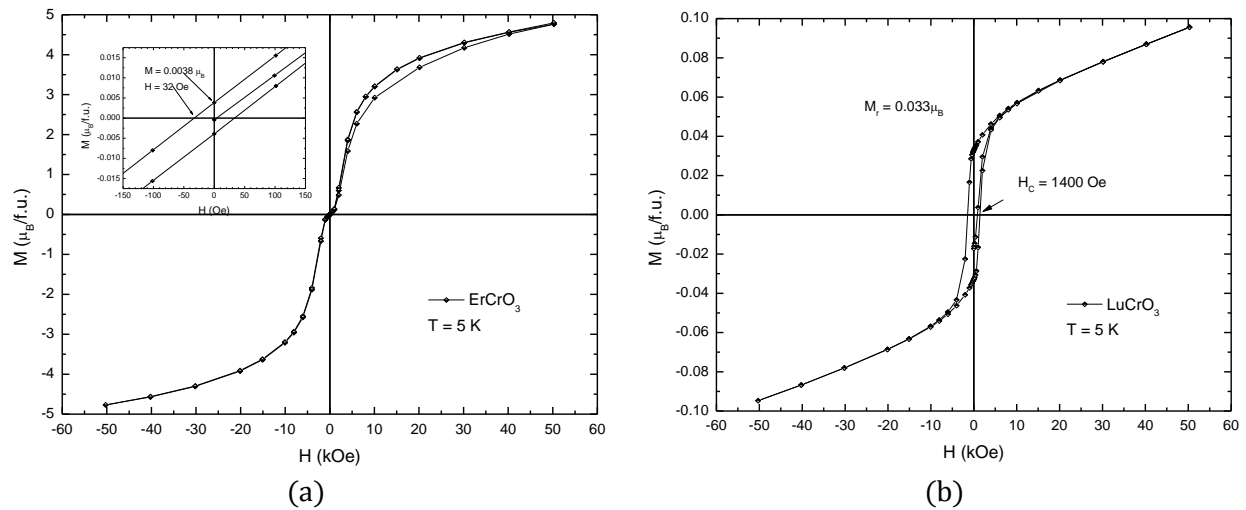 5
4
3
2
1
0
-1
-2
-3
-4
-5
M (μB/f.u.)
-60 -50 -40 -30 -20 -10 0 10 20 30 40 50 60
H (kOe)
0.015
0.010
0.005
0.000
-0.005
-0.010
-0.015
M (μB/f.u.)
-150 -100 -50 0 50 100 150
H (Oe)
M = 0.0038 μB
H = 32 Oe
ErCrO3
T = 5 K
(a)
0.10
0.08
0.06
0.04
0.02
0.00
-0.02
-0.04
-0.06
-0.08
-0.10
M (μB/f.u.)
-60 -50 -40 -30 -20 -10 0 10 20 30 40 50 60
H (kOe)
Mr = 0.033μB
HC = 1400 Oe
LuCrO3
T = 5 K
(b)